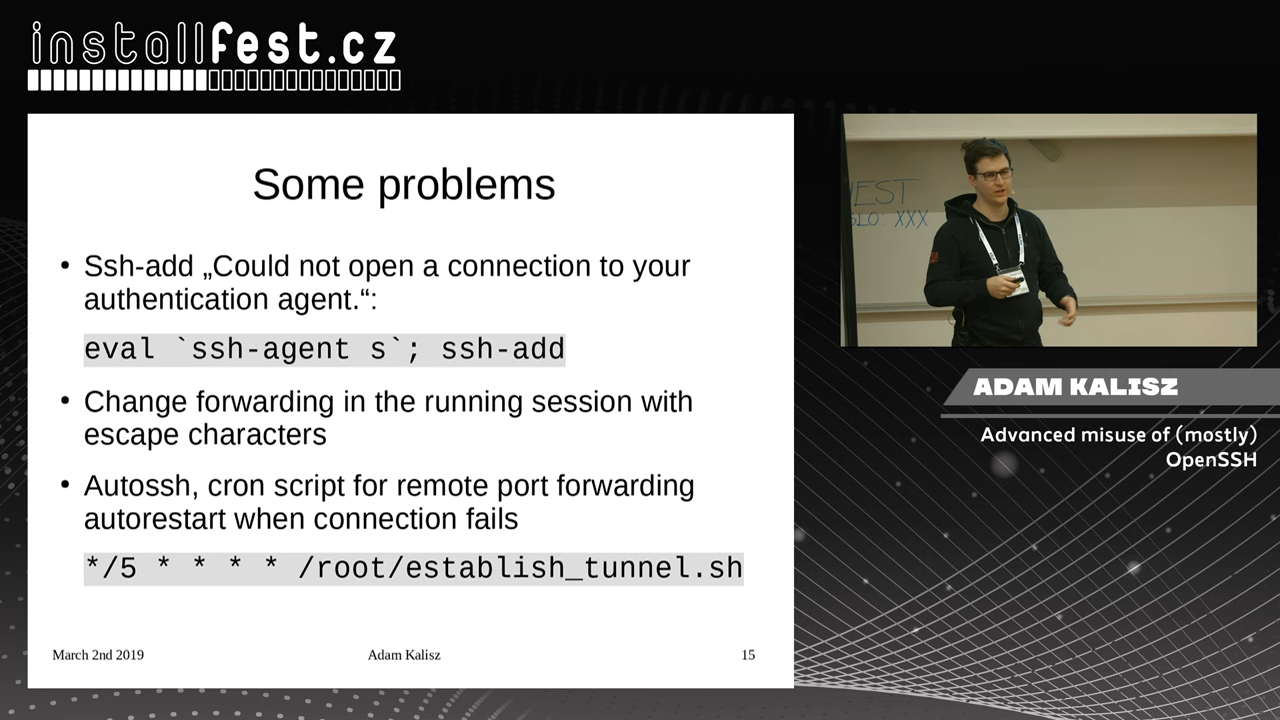 installfest.cz
Some problems
• Ssh-add „Could not open a connection to your
authentication agent.“:
eval `ssh-agent s`; ssh-add
• Change forwarding in the running session with
escape characters
• Autossh, cron script for remote port forwarding
autorestart when connection fails
*/5 * * * * /root/establish_tunnel.sh
March 2nd 2019
Adam Kalisz
15
XXX
ADAM KALISZ
Advanced misuse of (mostly)
OpenSSH